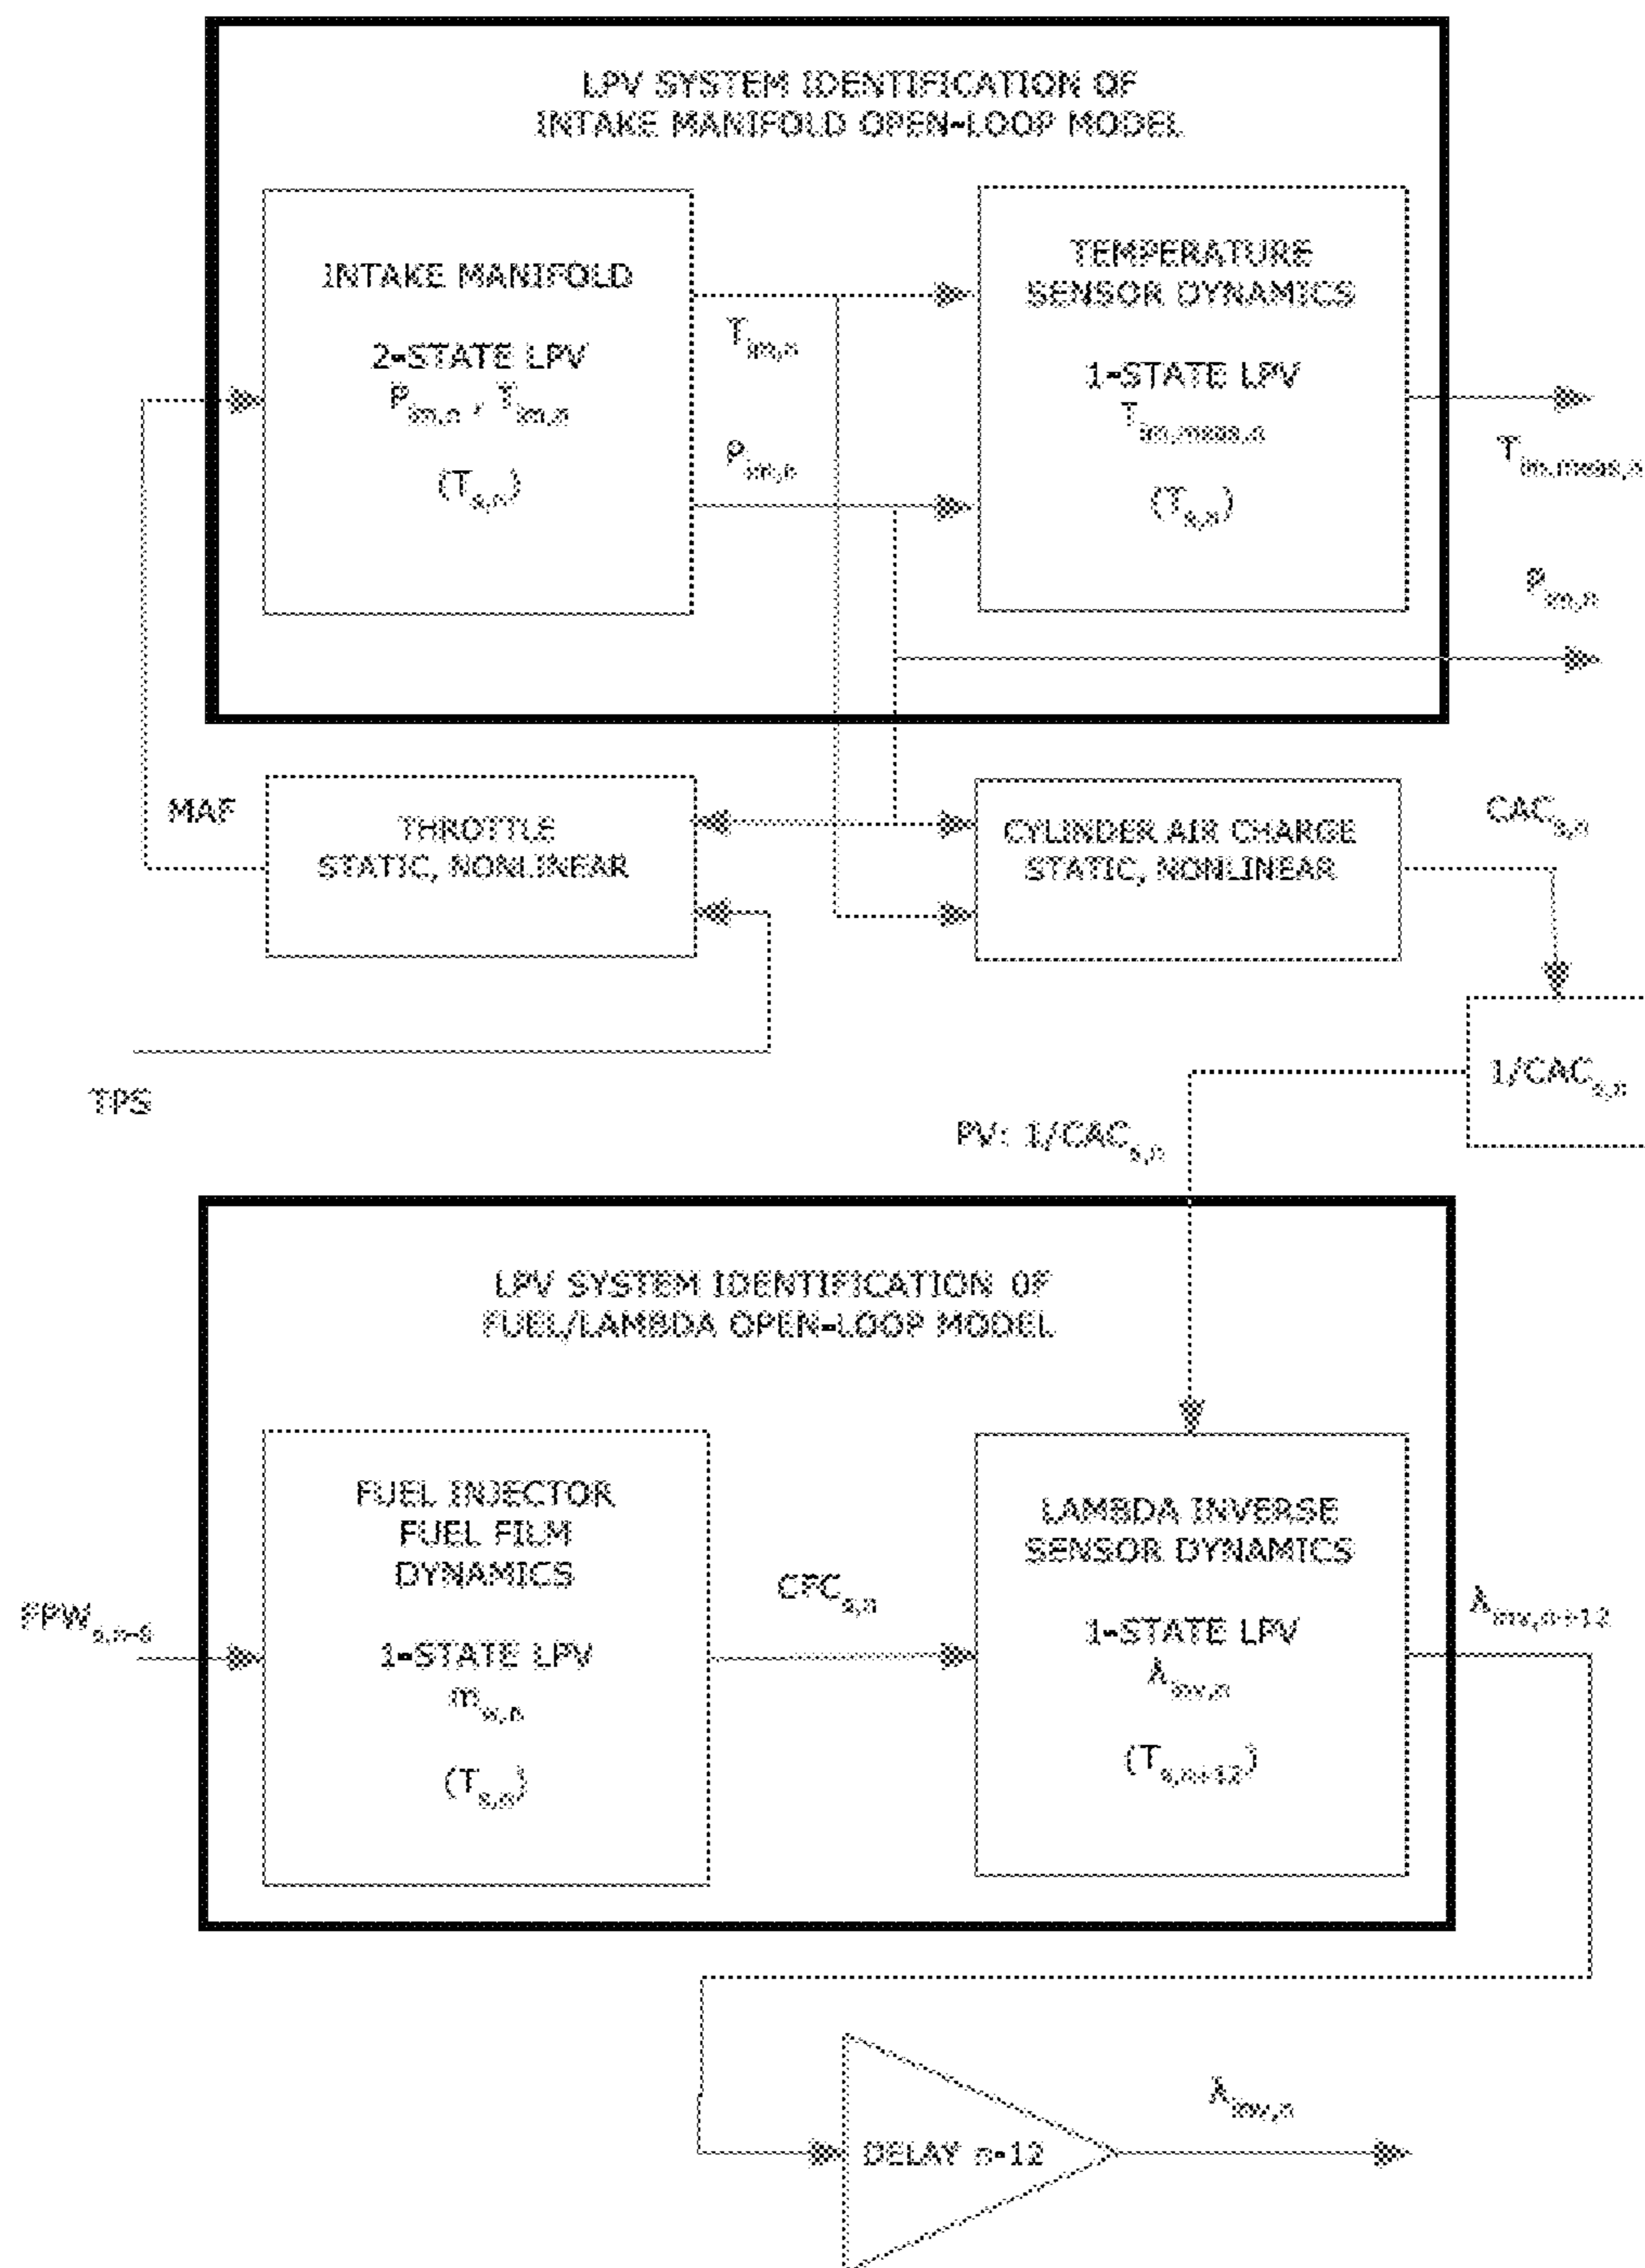 LPV SYSTEM IDENTIFICATION OF
INTAKE MANIFOLD OPEN-LOOP MODEL
INTAKE MANIFOLD
2-STATE LPV
P_im,n , T_im,n
(T_s,n)
T_im,n
P_im,n
TEMPERATURE
SENSOR DYNAMICS
1-STATE LPV
T_im,meas,n
(T_s,n)
T_im,meas,n
P_im,n
MAF
THROTTLE
STATIC, NONLINEAR
CYLINDER AIR CHARGE
STATIC, NONLINEAR
CAC_s,n
TPS
1/CAC_s,n
PV: 1/CAC_s,n
LPV SYSTEM IDENTIFICATION OF
FUEL/LAMBDA OPEN-LOOP MODEL
FPW_s,n-6
FUEL INJECTOR
FUEL FILM
DYNAMICS
1-STATE LPV
m_w,n
(T_s,n)
CFC_s,n
LAMBDA INVERSE
SENSOR DYNAMICS
1-STATE LPV
λ_inv,n
(T_s,n+12)
λ_inv,n+12
DELAY n-12
λ_inv,n